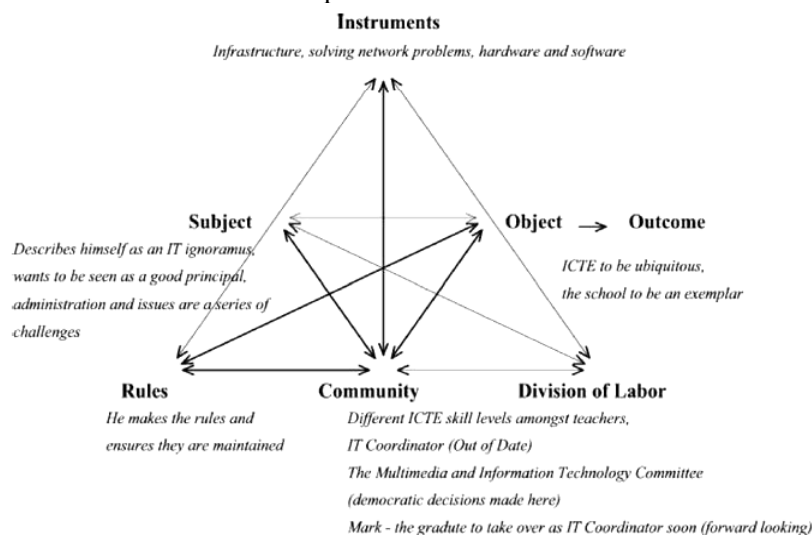 Instruments
Infrastructure, solving network problems, hardware and software
Subject
Object
Outcome
Describes himself as an IT ignoramus,
wants to be seen as a good principal,
administration and issues are a series of
challenges
ICTE to be ubiquitous,
the school to be an exemplar
Rules
Community
Division of Labor
He makes the rules and
ensures they are maintained
Different ICTE skill levels amongst teachers,
IT Coordinator (Out of Date)
The Multimedia and Information Technology Committee
(democratic decisions made here)
Mark - the gradute to take over as IT Coordinator soon (forward looking)